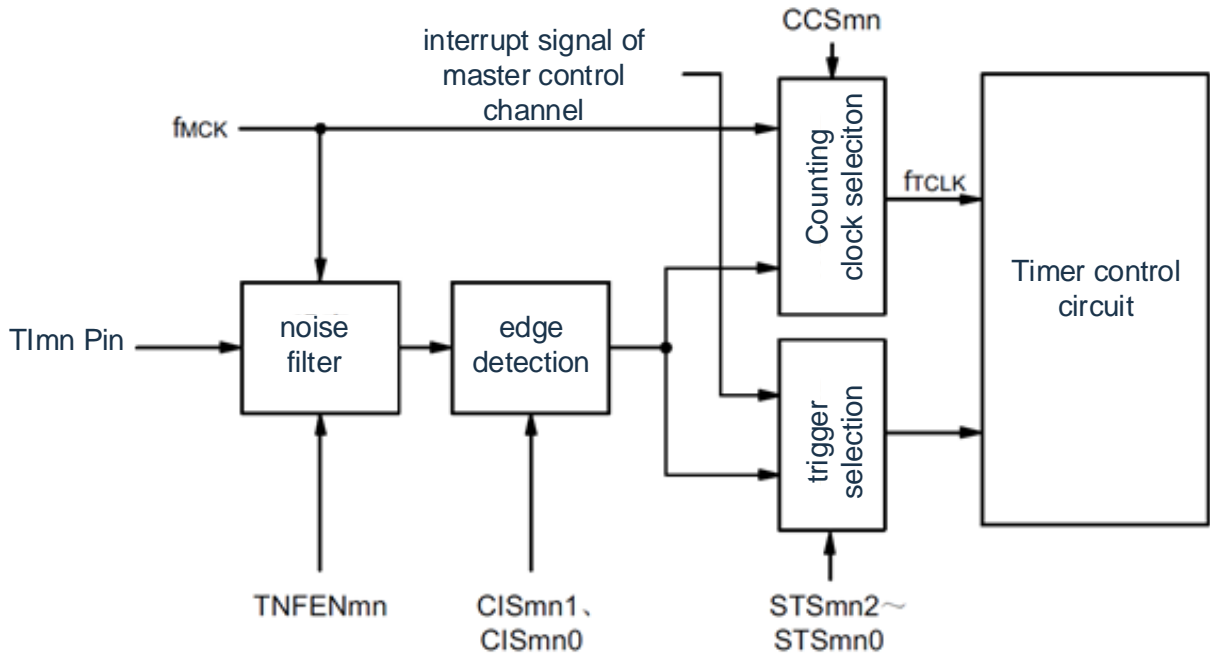 CCSmn
interrupt signal of
master control
channel
fMCK
Counting
clock seleciton
fTCLK
Timer control
circuit
TImn Pin
noise
filter
edge
detection
trigger
selection
TNFENmn
CISmn1、
CISmn0
STSmn2～
STSmn0